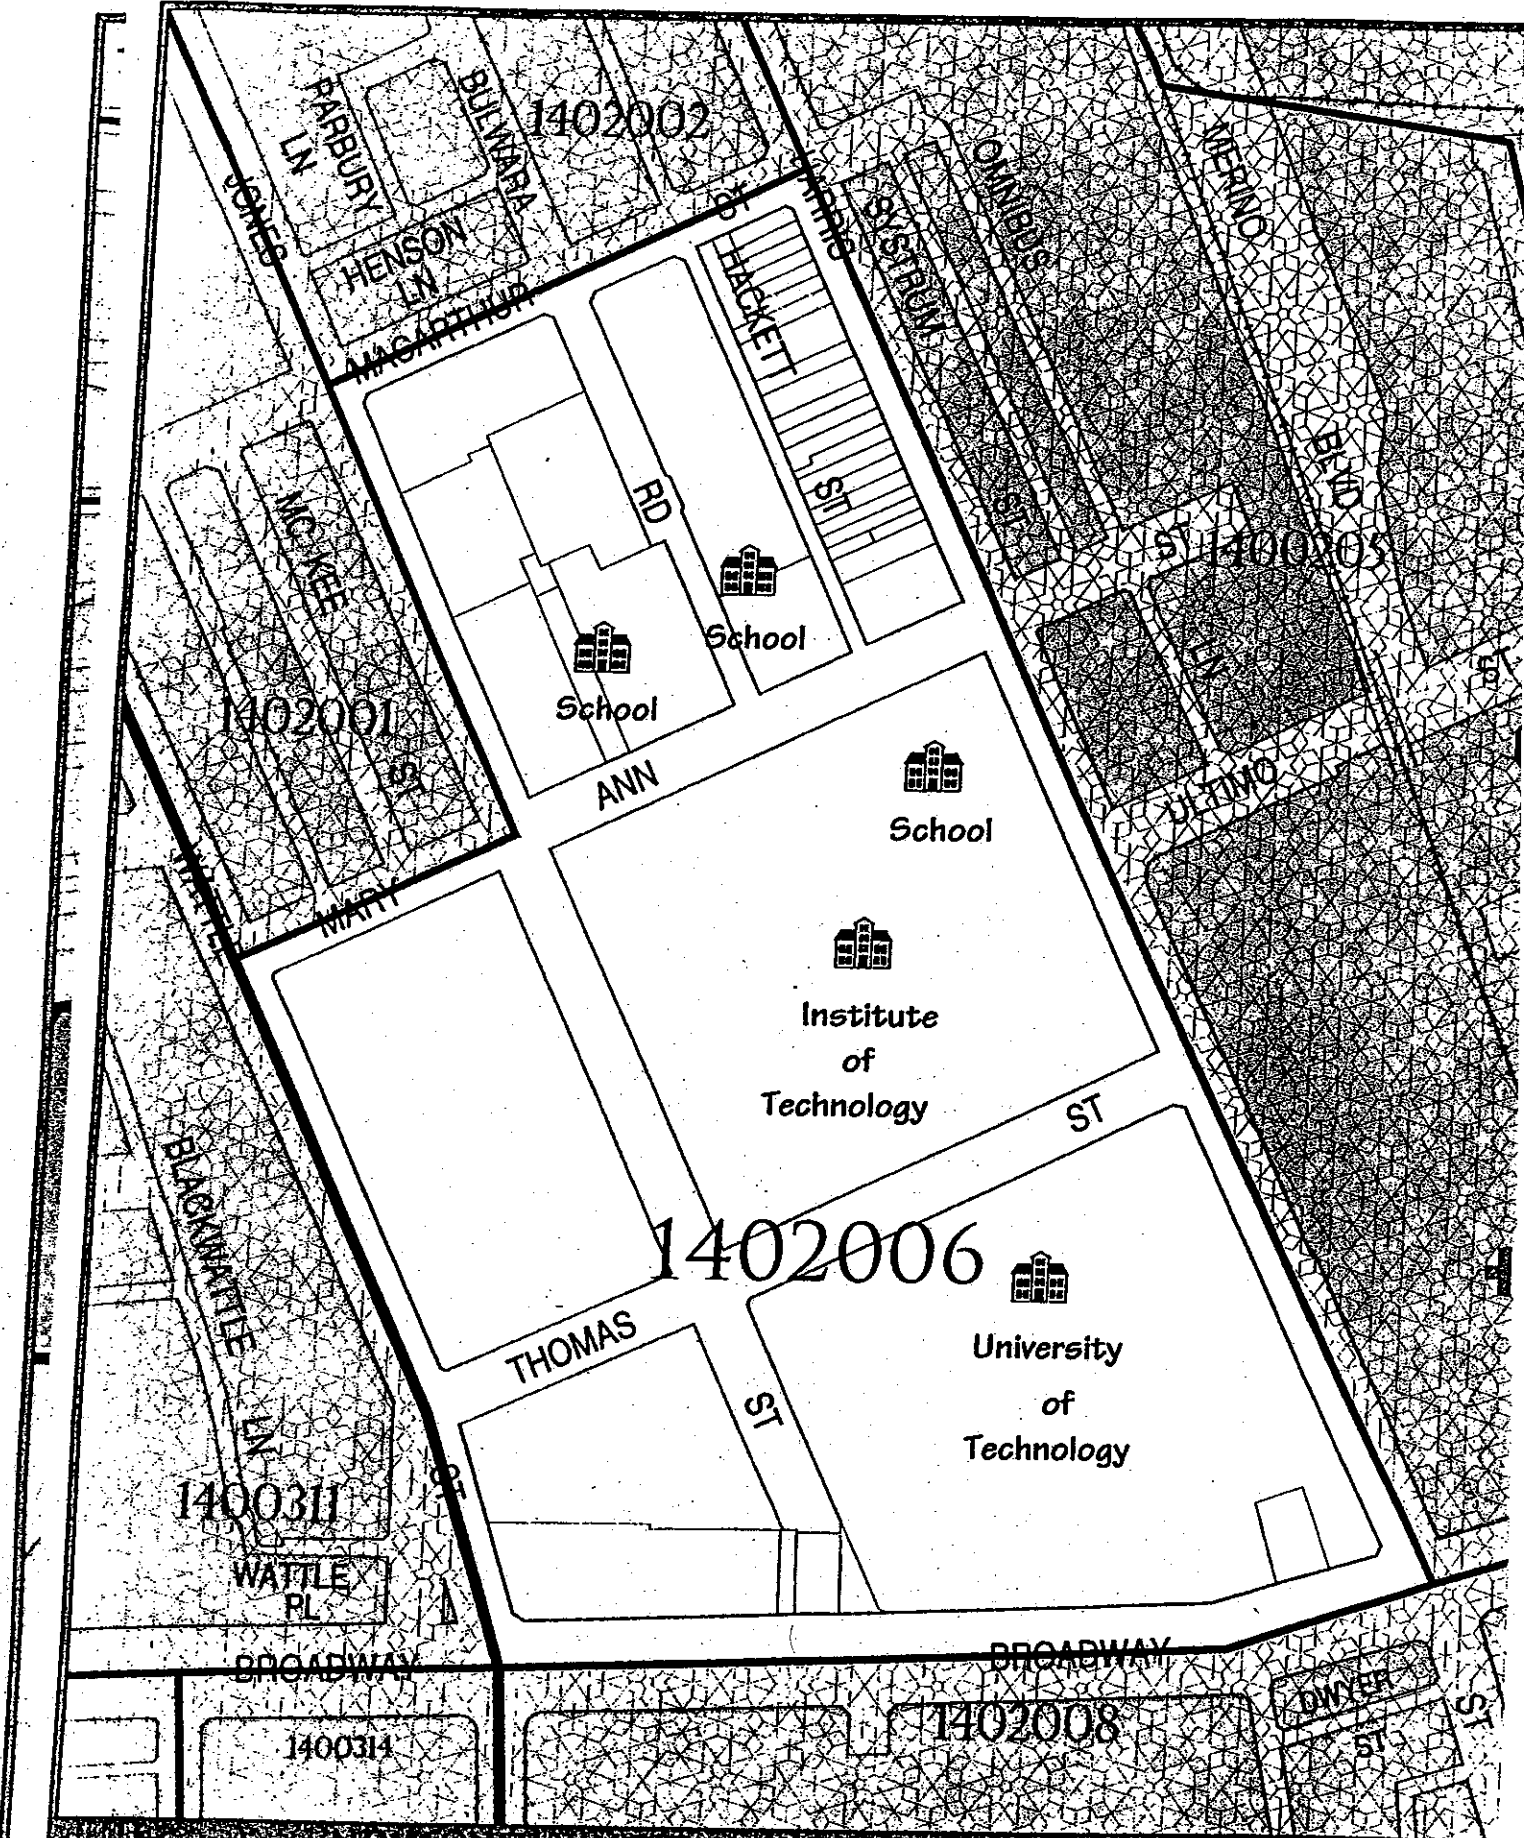 PARBURY
LN
BULWARA
1402002
JONES
HENSON
LN
MACARTHUR
ST
HARRIS
SYSTRUM
OMNIBUS
MERINO
HACKETT
BLVD
RD
ST
ST
MC KEE
ST
1400205
School
School
LN
1402001
ST
ANN
School
ULTIMO
WATTLE
MARY
Institute
of
Technology
ST
BLACKWATTLE
1402006
THOMAS
University
of
Technology
ST
LN
ST
1400311
WATTLE
PL
BROADWAY
BROADWAY
DWYER
ST
ST
1402008
1400314